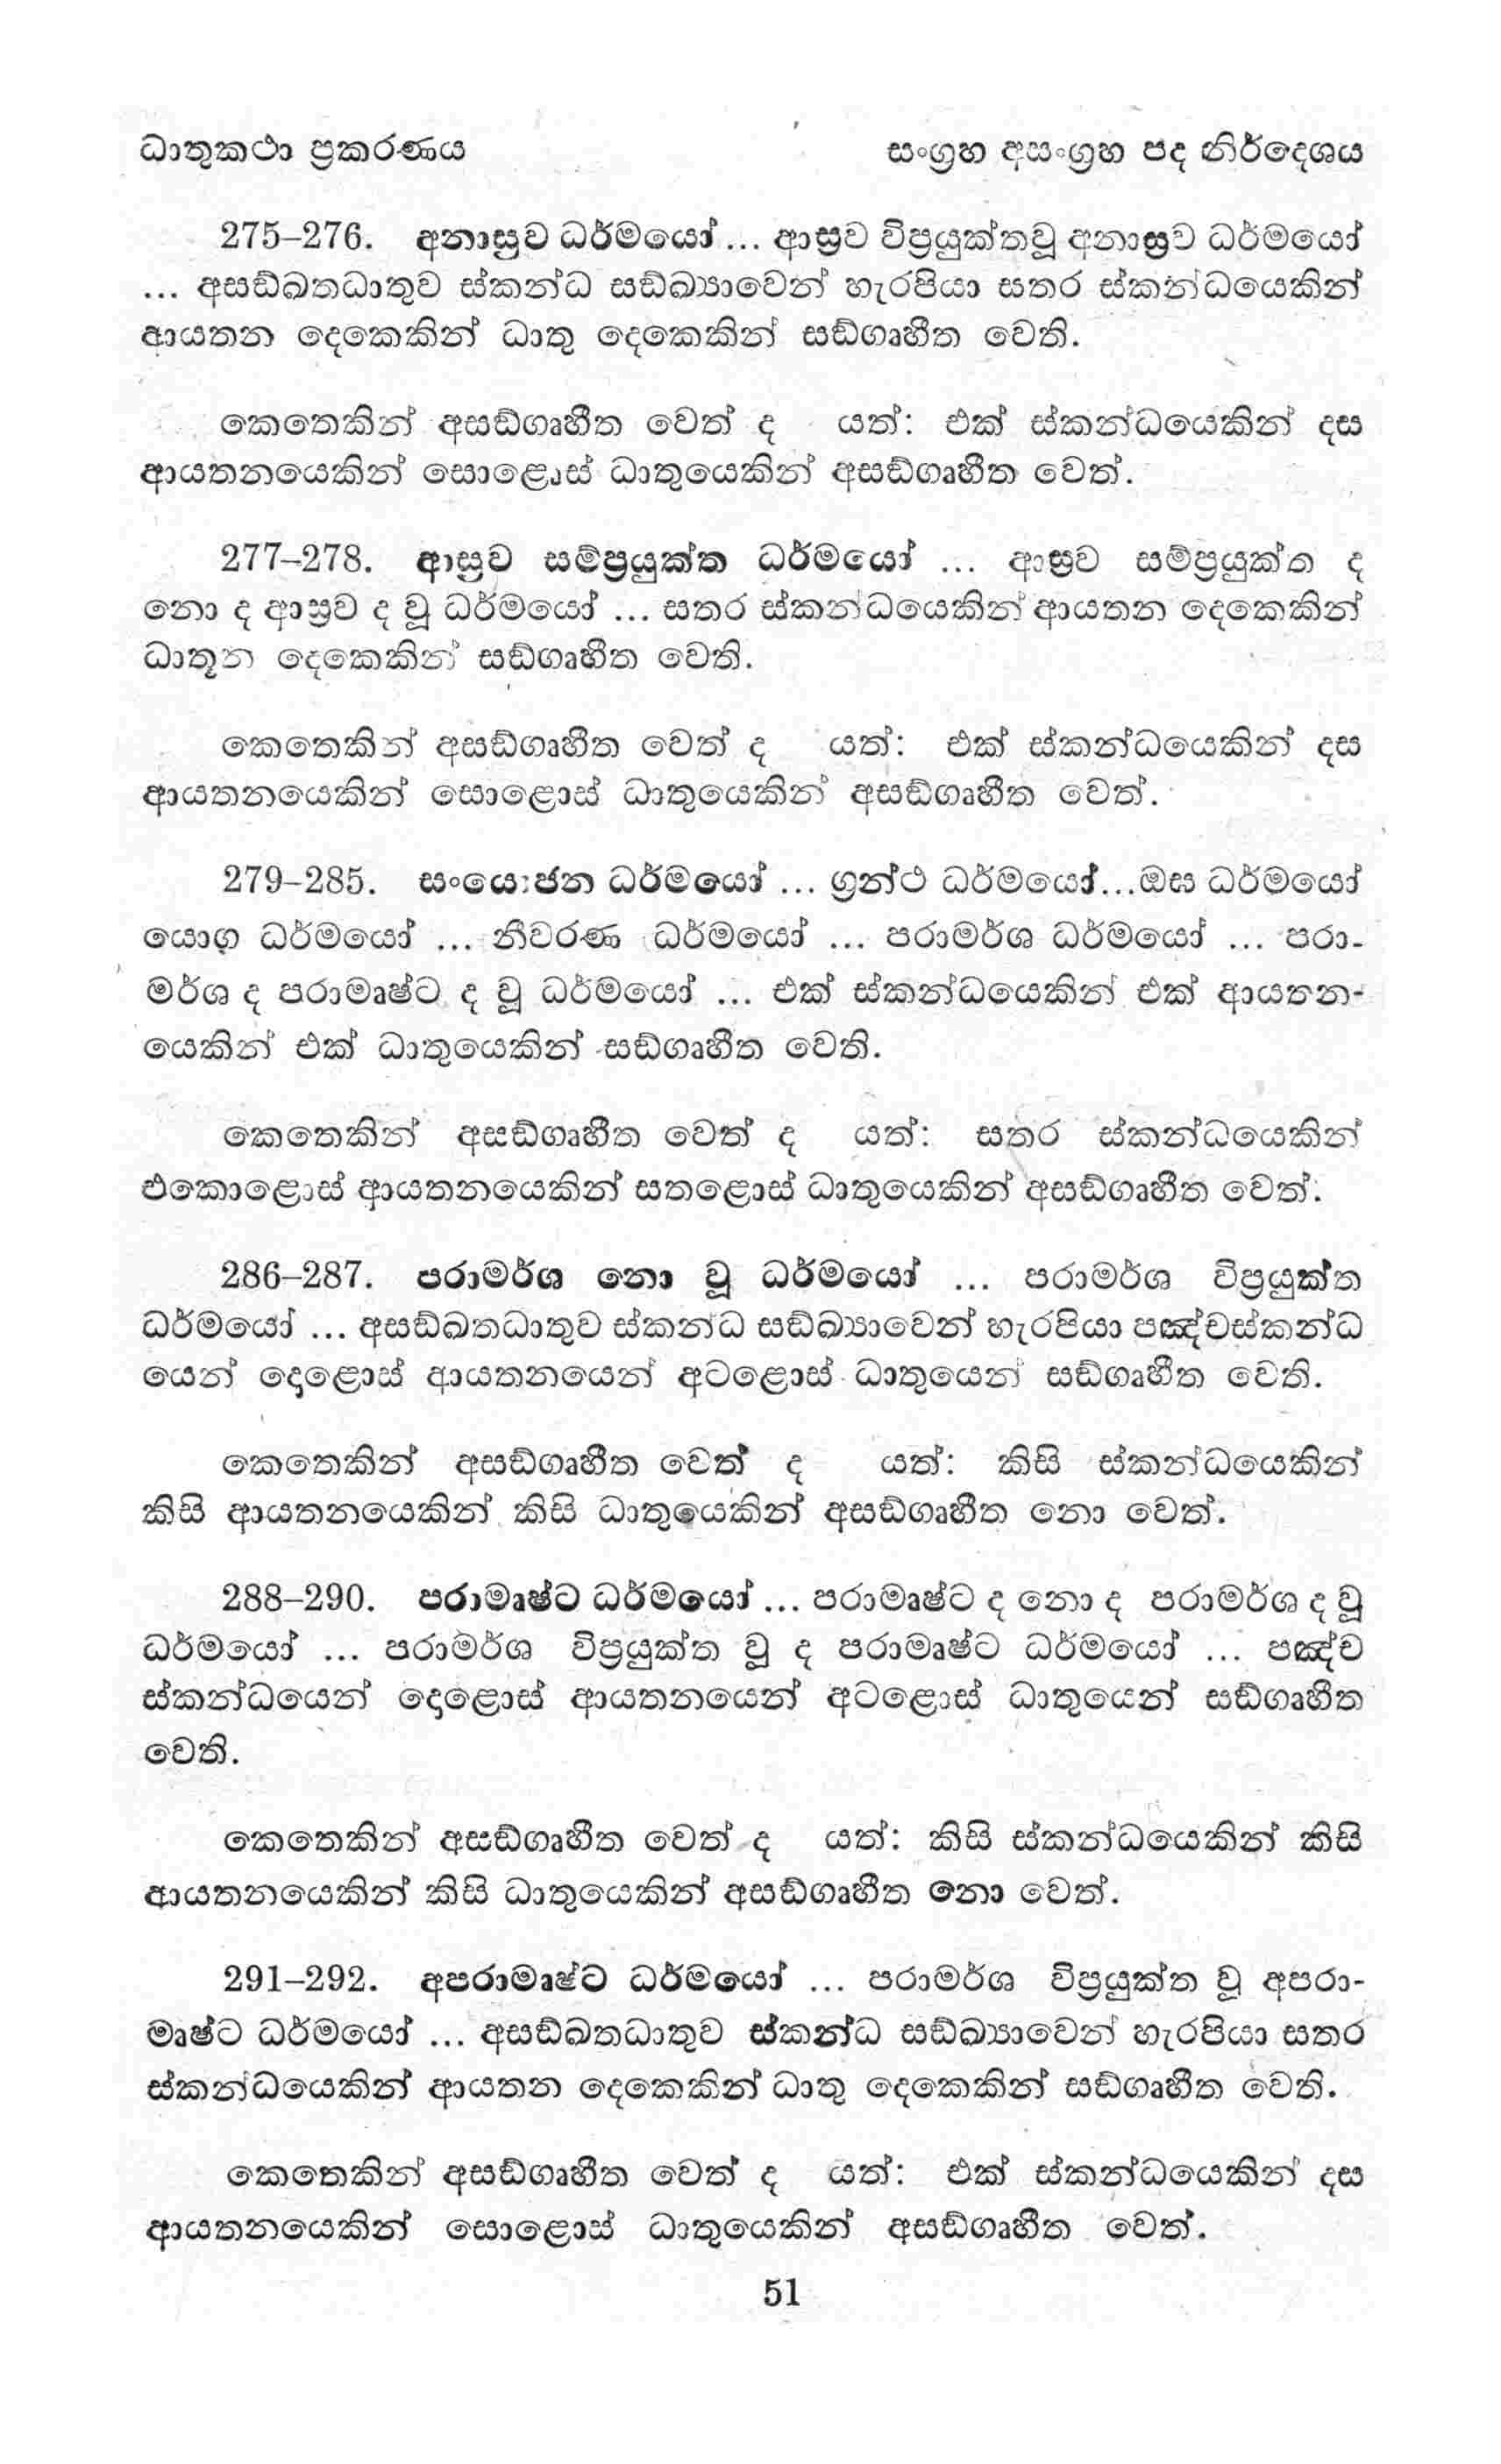 ධාතුකථා ප්‍රකරණය
සංග්‍රහ අසංග්‍රහ පද නිර්දෙශය
275–276. අනාස්‍රව ධර්මයෝ ... ආස්‍රව විප්‍රයුක්තවූ අනාස්‍රව ධර්මයෝ
... අසඞ්ඛතධාතුව ස්කන්ධ සඞ්ඛ්‍යාවෙන් හැරපියා සතර ස්කන්ධයෙකින්
ආයතන දෙකෙකින් ධාතු දෙකෙකින් සඞ්ගෘහීත වෙති.
කෙතෙකින් අසඞ්ගෘහීත වෙත් ද යත්: එක් ස්කන්ධයෙකින් දස
ආයතනයෙකින් සොළොස් ධාතුයෙකින් අසඞ්ගෘහීත වෙත්.
277–278. ආස්‍රව සම්ප්‍රයුක්ත ධර්මයෝ ... ආස්‍රව සම්ප්‍රයුක්ත ද
නො ද ආස්‍රව ද වූ ධර්මයෝ ... සතර ස්කන්ධයෙකින් ආයතන දෙකෙකින්
ධාතූන දෙකෙකින් සඞ්ගෘහීත වෙති.
කෙතෙකින් අසඞ්ගෘහීත වෙත් ද යත්: එක් ස්කන්ධයෙකින් දස
ආයතනයෙකින් සොළොස් ධාතුයෙකින් අසඞ්ගෘහීත වෙත්.
279–285. සංයොජන ධර්මයෝ ... ග්‍රන්ථ ධර්මයෝ...ඔඝ ධර්මයෝ
යොග ධර්මයෝ ... නීවරණ ධර්මයෝ ... පරාමර්ශ ධර්මයෝ ... පරා-
මර්ශ ද පරාමෘෂ්ට ද වූ ධර්මයෝ ... එක් ස්කන්ධයෙකින් එක් ආයතන-
යෙකින් එක් ධාතුයෙකින් සඞ්ගෘහීත වෙති.
කෙතෙකින් අසඞ්ගෘහීත වෙත් ද යත්: සතර ස්කන්ධයෙකින්
එකොළොස් ආයතනයෙකින් සතළොස් ධාතුයෙකින් අසඞ්ගෘහීත වෙත්.
286–287. පරාමර්ශ නො වූ ධර්මයෝ ... පරාමර්ශ විප්‍රයුක්ත
ධර්මයෝ ... අසඞ්ඛතධාතුව ස්කන්ධ සඞ්ඛ්‍යාවෙන් හැරපියා පඤ්චස්කන්ධ
යෙන් දෙළොස් ආයතනයෙන් අටළොස් ධාතුයෙන් සඞ්ගෘහීත වෙති.
කෙතෙකින් අසඞ්ගෘහීත වෙත් ද යත්: කිසි ස්කන්ධයෙකින්
කිසි ආයතනයෙකින් කිසි ධාතුයෙකින් අසඞ්ගෘහීත නො වෙත්.
288–290. පරාමෘෂ්ට ධර්මයෝ ... පරාමෘෂ්ට ද නො ද පරාමර්ශ ද වූ
ධර්මයෝ ... පරාමර්ශ විප්‍රයුක්ත වූ ද පරාමෘෂ්ට ධර්මයෝ ... පඤ්ච
ස්කන්ධයෙන් දෙළොස් ආයතනයෙන් අටළොස් ධාතුයෙන් සඞ්ගෘහීත
වෙති.
කෙතෙකින් අසඞ්ගෘහීත වෙත් ද යත්: කිසි ස්කන්ධයෙකින් කිසි
ආයතනයෙකින් කිසි ධාතුයෙකින් අසඞ්ගෘහීත නො වෙත්.
291–292. අපරාමෘෂ්ට ධර්මයෝ ... පරාමර්ශ විප්‍රයුක්ත වූ අපරා-
මෘෂ්ට ධර්මයෝ ... අසඞ්ඛතධාතුව ස්කන්ධ සඞ්ඛ්‍යාවෙන් හැරපියා සතර
ස්කන්ධයෙකින් ආයතන දෙකෙකින් ධාතු දෙකෙකින් සඞ්ගෘහීත වෙති.
කෙතෙකින් අසඞ්ගෘහීත වෙත් ද යත්: එක් ස්කන්ධයෙකින් දස
ආයතනයෙකින් සොළොස් ධාතුයෙකින් අසඞ්ගෘහීත වෙත්.
51